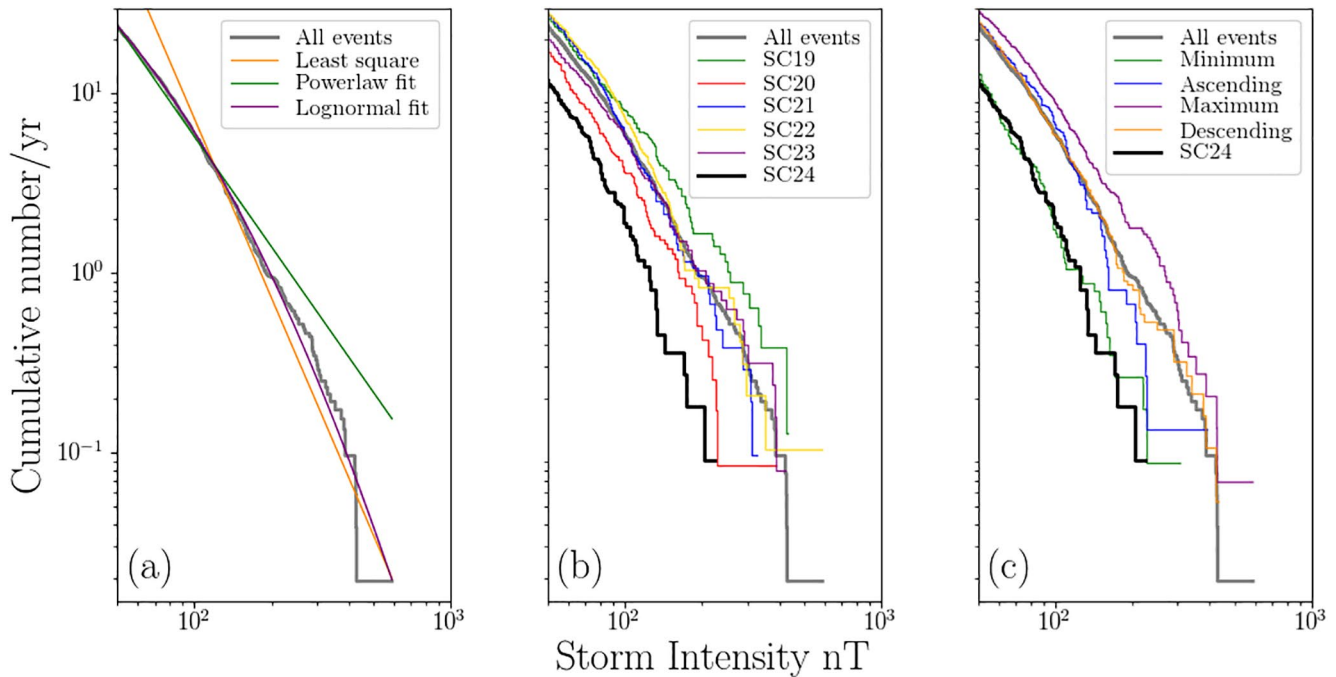 Cumulative number/yr
10¹
10⁰
10⁻¹
All events
Least square
Powerlaw fit
Lognormal fit
(a)
10²
10³
All events
SC19
SC20
SC21
SC22
SC23
SC24
(b)
10²
10³
All events
Minimum
Ascending
Maximum
Descending
SC24
(c)
10²
10³
Storm Intensity nT